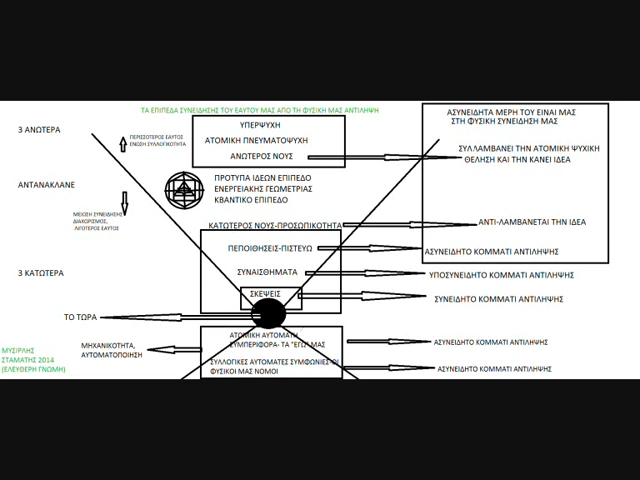 ΤΑ ΕΠΙΠΕΔΑ ΣΥΝΕΙΔΗΣΗΣ ΤΟΥ ΕΑΥΤΟΥ ΜΑΣ ΑΠΟ ΤΗ ΦΥΣΙΚΗ ΜΑΣ ΑΝΤΙΛΗΨΗ
ΑΣΥΝΕΙΔΗΤΑ ΜΕΡΗ ΤΟΥ ΕΙΝΑΙ ΜΑΣ
ΣΤΗ ΦΥΣΙΚΗ ΣΥΝΕΙΔΗΣΗ ΜΑΣ
3 ΑΝΩΤΕΡΑ
ΠΕΡΙΣΣΟΤΕΡΟΣ ΕΑΥΤΟΣ
ΕΝΩΣΗ ΣΥΛΛΟΓΙΚΟΤΗΤΑ
ΥΠΕΡΨΥΧΗ
ΑΤΟΜΙΚΗ ΠΝΕΥΜΑΤΟΨΥΧΗ
ΑΝΩΤΕΡΟΣ ΝΟΥΣ
ΣΥΛΛΑΜΒΑΝΕΙ ΤΗΝ ΑΤΟΜΙΚΗ ΨΥΧΙΚΗ
ΘΕΛΗΣΗ ΚΑΙ ΤΗΝ ΚΑΝΕΙ ΙΔΕΑ
ΑΝΤΑΝΑΚΛΑΝΕ
ΠΡΟΤΥΠΑ ΙΔΕΩΝ ΕΠΙΠΕΔΟ
ΕΝΕΡΓΕΙΑΚΗΣ ΓΕΩΜΕΤΡΙΑΣ
ΚΒΑΝΤΙΚΟ ΕΠΙΠΕΔΟ
ΜΕΙΩΣΗ ΣΥΝΕΙΔΗΣΗΣ
ΔΙΑΧΩΡΙΣΜΟΣ,
ΛΙΓΟΤΕΡΟΣ ΕΑΥΤΟΣ
ΚΑΤΩΤΕΡΟΣ ΝΟΥΣ-ΠΡΟΣΩΠΙΚΟΤΗΤΑ
ΑΝΤΙ-ΛΑΜΒΑΝΕΤΑΙ ΤΗΝ ΙΔΕΑ
ΠΕΠΟΙΘΗΣΕΙΣ-ΠΙΣΤΕΥΩ
ΑΣΥΝΕΙΔΗΤΟ ΚΟΜΜΑΤΙ ΑΝΤΙΛΗΨΗΣ
3 ΚΑΤΩΤΕΡΑ
ΣΥΝΑΙΣΘΗΜΑΤΑ
ΥΠΟΣΥΝΕΙΔΗΤΟ ΚΟΜΜΑΤΙ ΑΝΤΙΛΗΨΗΣ
ΣΚΕΨΕΙΣ
ΣΥΝΕΙΔΗΤΟ ΚΟΜΜΑΤΙ ΑΝΤΙΛΗΨΗΣ
ΤΟ ΤΩΡΑ
ΑΤΟΜΙΚΗ ΑΥΤΟΜΑΤΗ
ΣΥΜΠΕΡΙΦΟΡΑ- ΤΑ "ΕΓΩ" ΜΑΣ
ΑΣΥΝΕΙΔΗΤΟ ΚΟΜΜΑΤΙ ΑΝΤΙΛΗΨΗΣ
ΜΗΧΑΝΙΚΟΤΗΤΑ,
ΑΥΤΟΜΑΤΟΠΟΙΗΣΗ
ΣΥΛΛΟΓΙΚΕΣ ΑΥΤΟΜΑΤΕΣ ΣΥΜΦΩΝΙΕΣ-ΟΙ
ΦΥΣΙΚΟΙ ΜΑΣ ΝΟΜΟΙ
ΑΣΥΝΕΙΔΗΤΟ ΚΟΜΜΑΤΙ ΑΝΤΙΛΗΨΗΣ
ΜΥΣΙΡΛΗΣ
ΣΤΑΜΑΤΗΣ 2014
(ΕΛΕΥΘΕΡΗ ΓΝΩΜΗ)